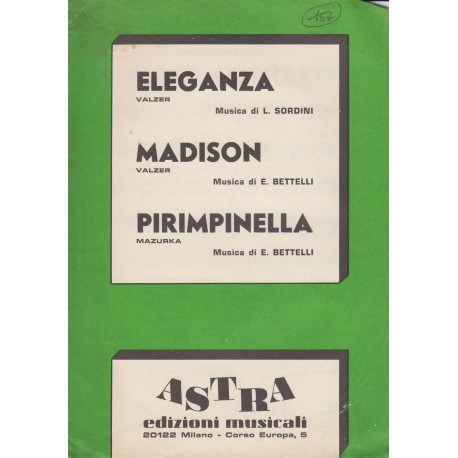 157
ELEGANZA
VALZER
Musica di L. SORDINI
MADISON
VALZER
Musica di E. BETTELLI
PIRIMPINELLA
MAZURKA
Musica di E. BETTELLI
ASTRA
edizioni musicali
20122 Milano - Corso Europa, 5